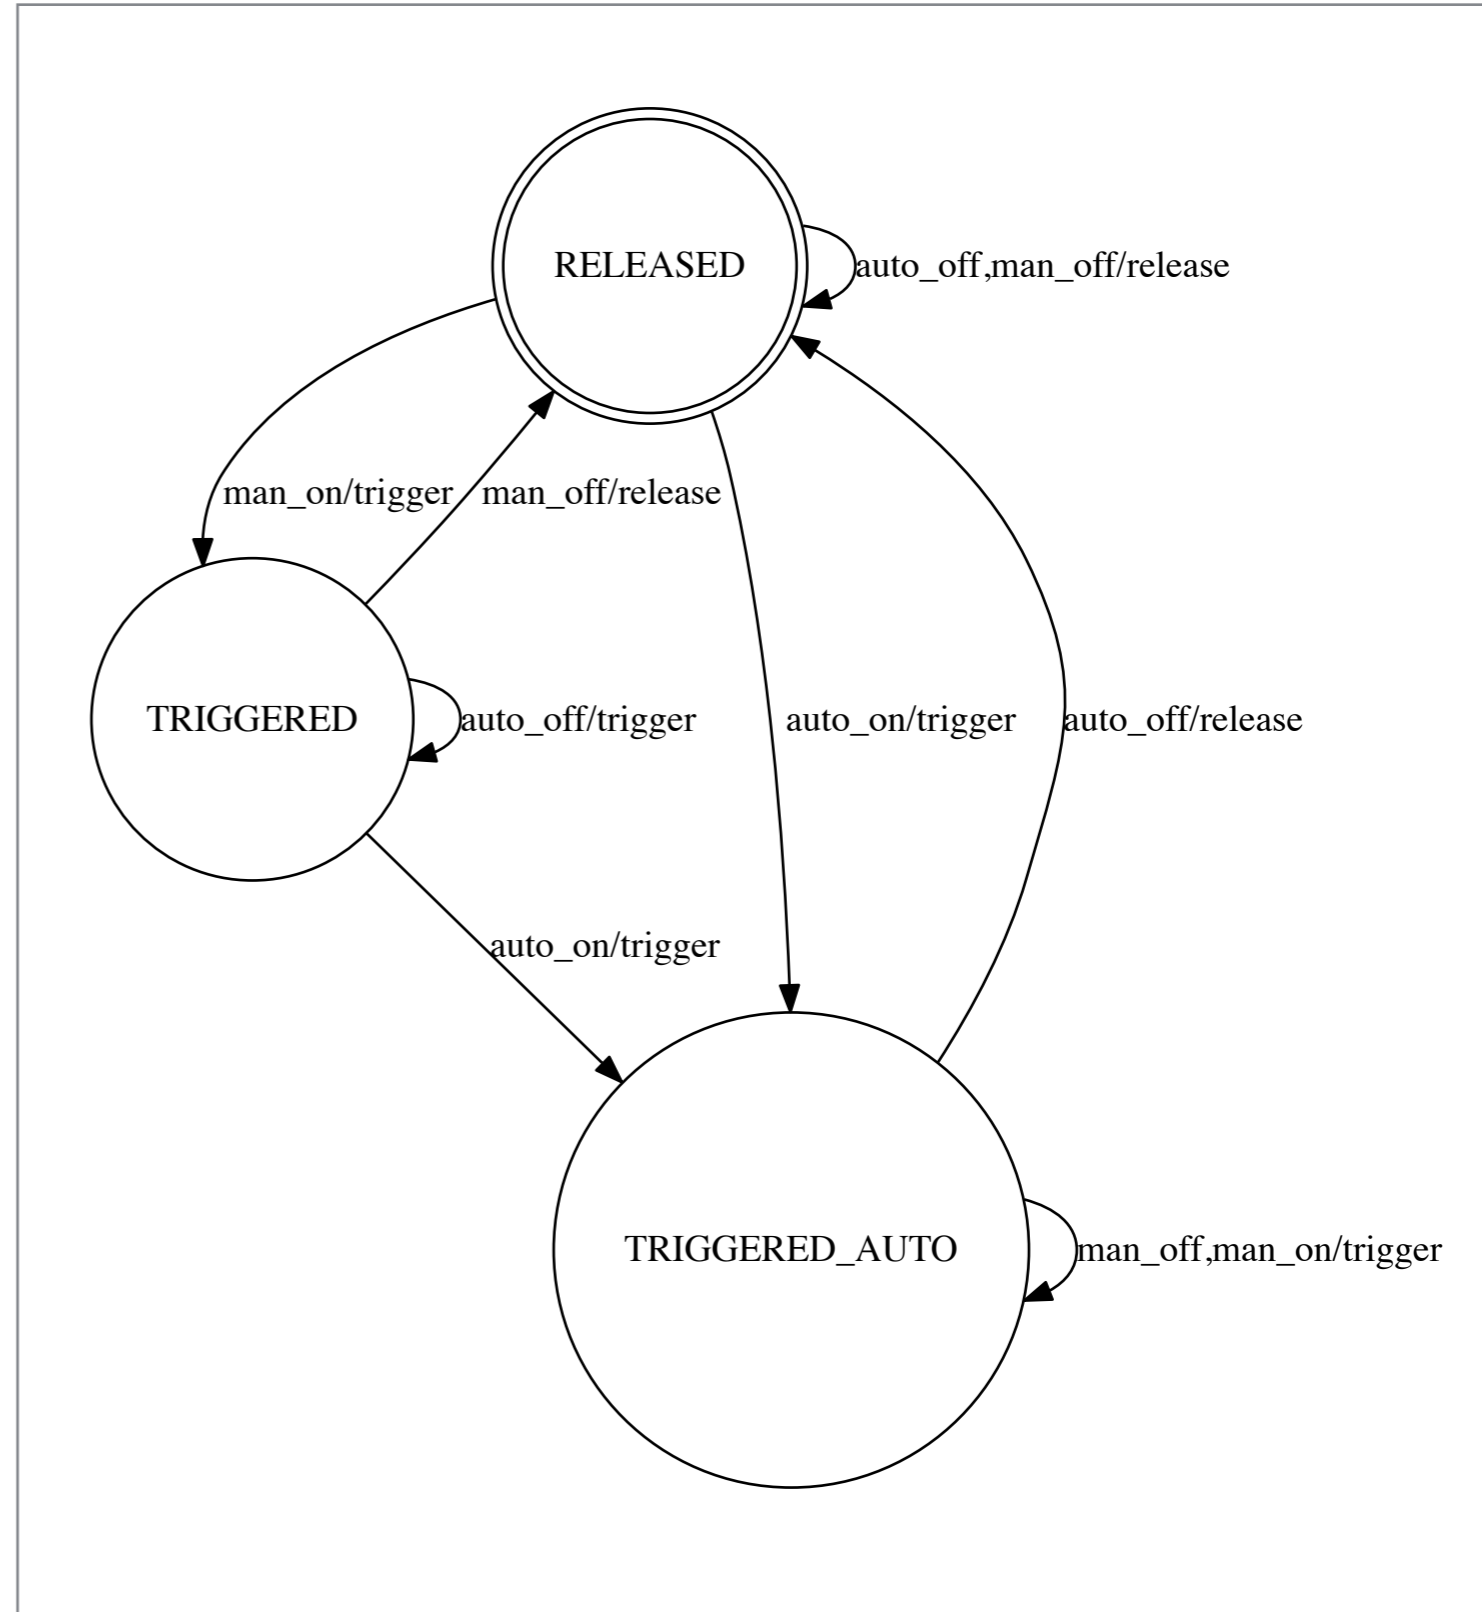 RELEASED
auto_off,man_off/release
man_on/trigger
man_off/release
TRIGGERED
auto_off/trigger
auto_on/trigger
auto_off/release
auto_on/trigger
TRIGGERED_AUTO
man_off,man_on/trigger